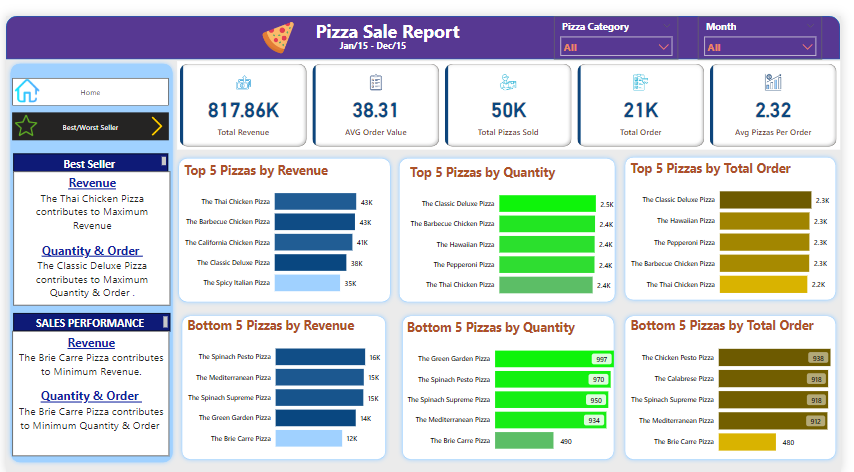 Pizza Sale Report
Jan/15 - Dec/15
Pizza Category
All
Month
All
Home
Best/Worst Seller
Best Seller
Revenue
The Thai Chicken Pizza
contributes to Maximum
Revenue
Quantity & Order
The Classic Deluxe Pizza
contributes to Maximum
Quantity & Order .
SALES PERFORMANCE
Revenue
The Brie Carre Pizza contributes
to Minimum Revenue.
Quantity & Order
The Brie Carre Pizza contributes
to Minimum Quantity & Order
817.86K
Total Revenue
38.31
AVG Order Value
50K
Total Pizzas Sold
21K
Total Order
2.32
Avg Pizzas Per Order
Top 5 Pizzas by Revenue
The Thai Chicken Pizza 43K
The Barbecue Chicken Pizza 43K
The California Chicken Pizza 41K
The Classic Deluxe Pizza 38K
The Spicy Italian Pizza 35K
Top 5 Pizzas by Quantity
The Classic Deluxe Pizza 2.5K
The Barbecue Chicken Pizza 2.4K
The Hawaiian Pizza 2.4K
The Pepperoni Pizza 2.4K
The Thai Chicken Pizza 2.4K
Top 5 Pizzas by Total Order
The Classic Deluxe Pizza 2.3K
The Hawaiian Pizza 2.3K
The Pepperoni Pizza 2.3K
The Barbecue Chicken Pizza 2.3K
The Thai Chicken Pizza 2.2K
Bottom 5 Pizzas by Revenue
The Spinach Pesto Pizza 16K
The Mediterranean Pizza 15K
The Spinach Supreme Pizza 15K
The Green Garden Pizza 14K
The Brie Carre Pizza 12K
Bottom 5 Pizzas by Quantity
The Green Garden Pizza 997
The Spinach Pesto Pizza 970
The Spinach Supreme Pizza 950
The Mediterranean Pizza 934
The Brie Carre Pizza 490
Bottom 5 Pizzas by Total Order
The Chicken Pesto Pizza 938
The Calabrese Pizza 918
The Spinach Supreme Pizza 918
The Mediterranean Pizza 912
The Brie Carre Pizza 480